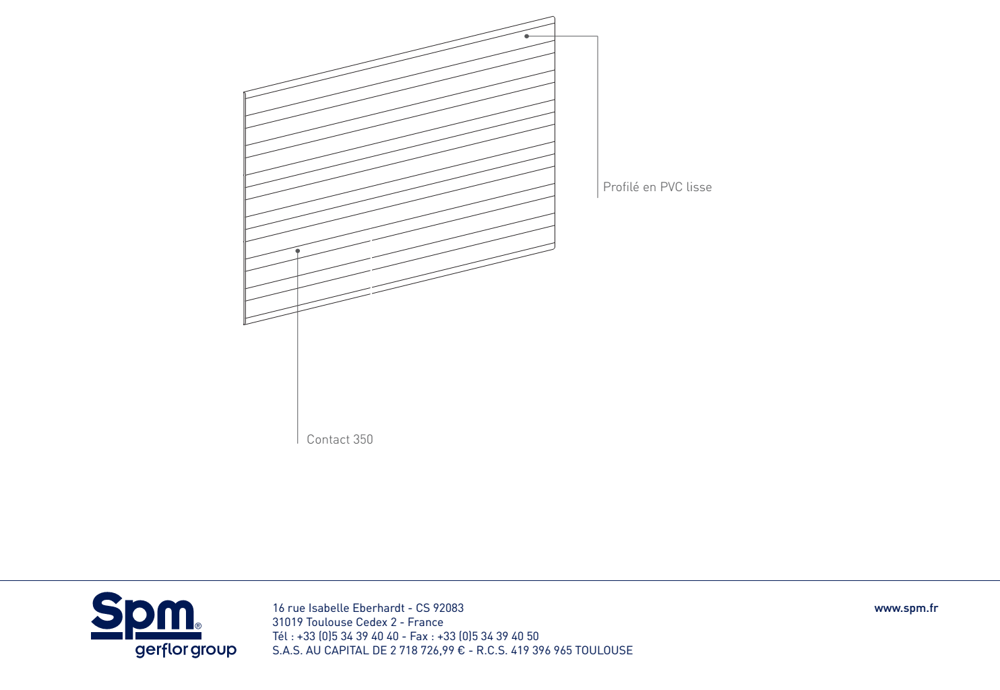 Profilé en PVC lisse
Contact 350
Spm®
gerflor group
16 rue Isabelle Eberhardt - CS 92083
31019 Toulouse Cedex 2 - France
Tél : +33 (0)5 34 39 40 40 - Fax : +33 (0)5 34 39 40 50
S.A.S. AU CAPITAL DE 2 718 726,99 € - R.C.S. 419 396 965 TOULOUSE
www.spm.fr